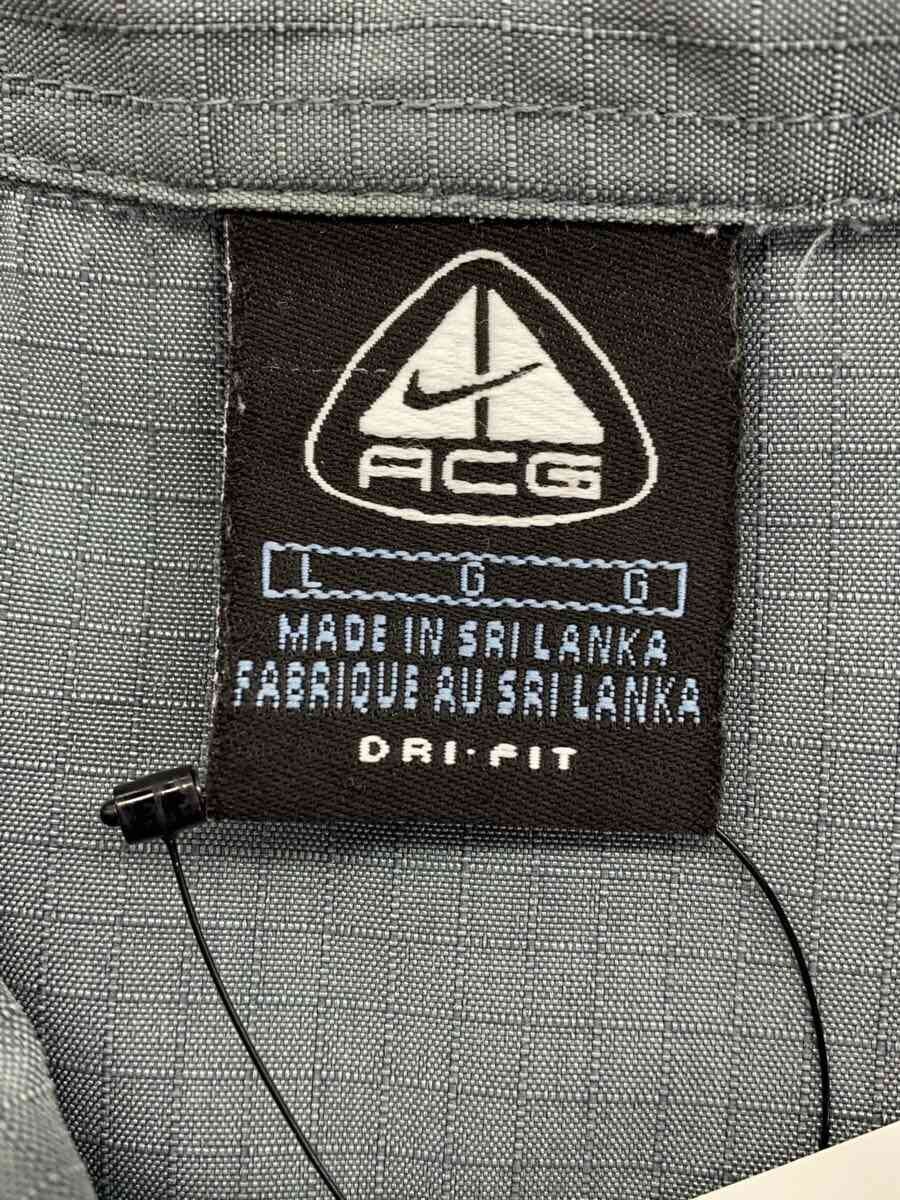 ACG
L G G
MADE IN SRI LANKA
FABRIQUE AU SRI LANKA
DRI-FIT